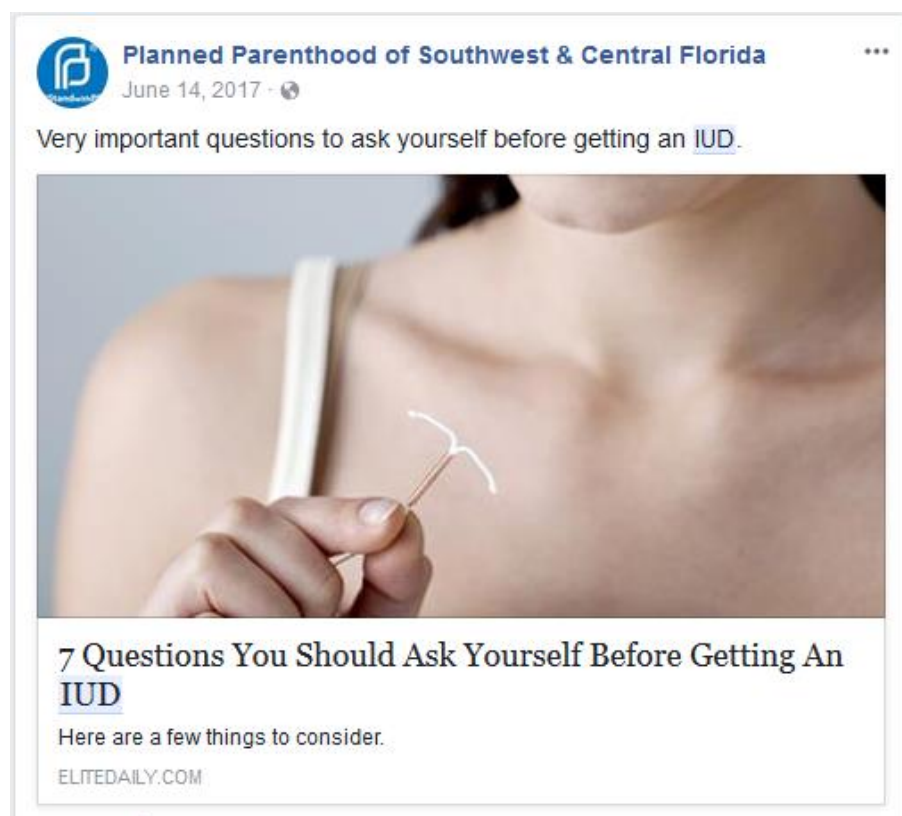 Planned Parenthood of Southwest & Central Florida
June 14, 2017
Very important questions to ask yourself before getting an IUD.
7 Questions You Should Ask Yourself Before Getting An
IUD
Here are a few things to consider.
ELITEDAILY.COM